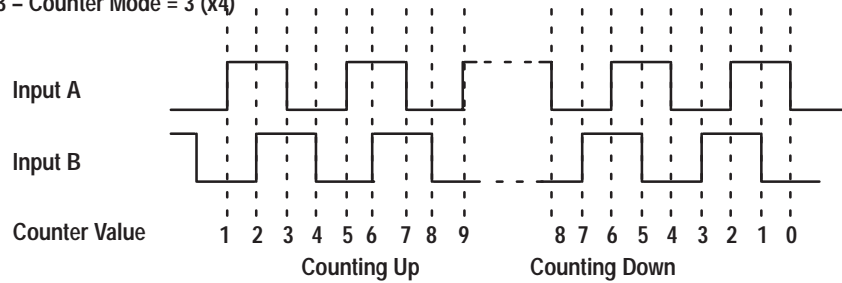 3 – Counter Mode = 3 (x4)
Input A
Input B
Counter Value 1 2 3 4 5 6 7 8 9 8 7 6 5 4 3 2 1 0
Counting Up Counting Down